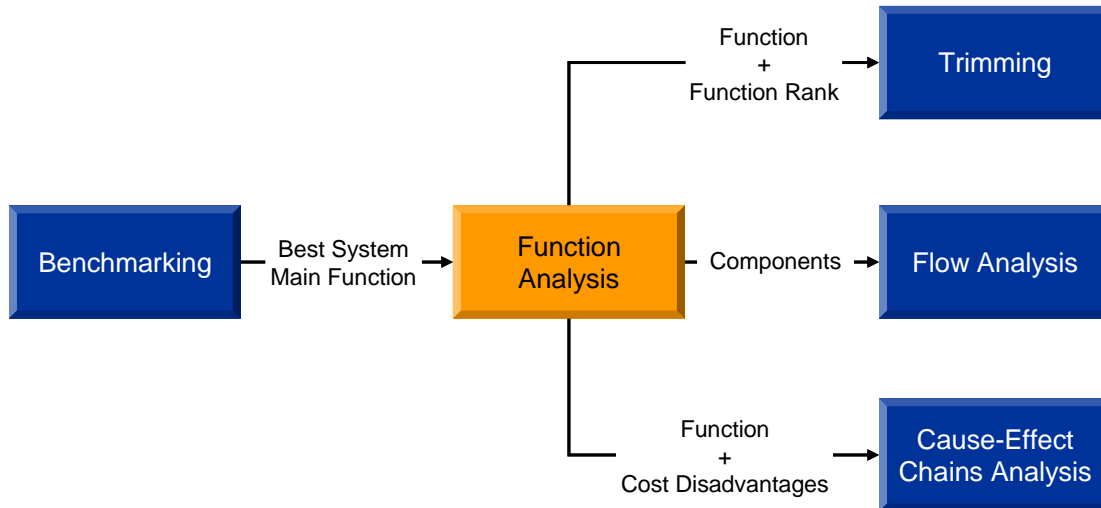 Function
+
Function Rank
Trimming
Benchmarking
Best System
Main Function
Function
Analysis
Components
Flow Analysis
Function
+
Cost Disadvantages
Cause-Effect
Chains Analysis